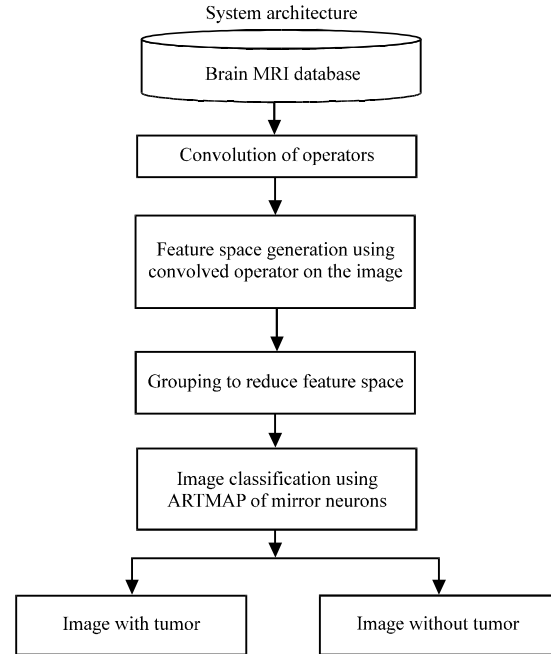 System architecture
Brain MRI database
Convolution of operators
Feature space generation using
convolved operator on the image
Grouping to reduce feature space
Image classification using
ARTMAP of mirror neurons
Image with tumor
Image without tumor